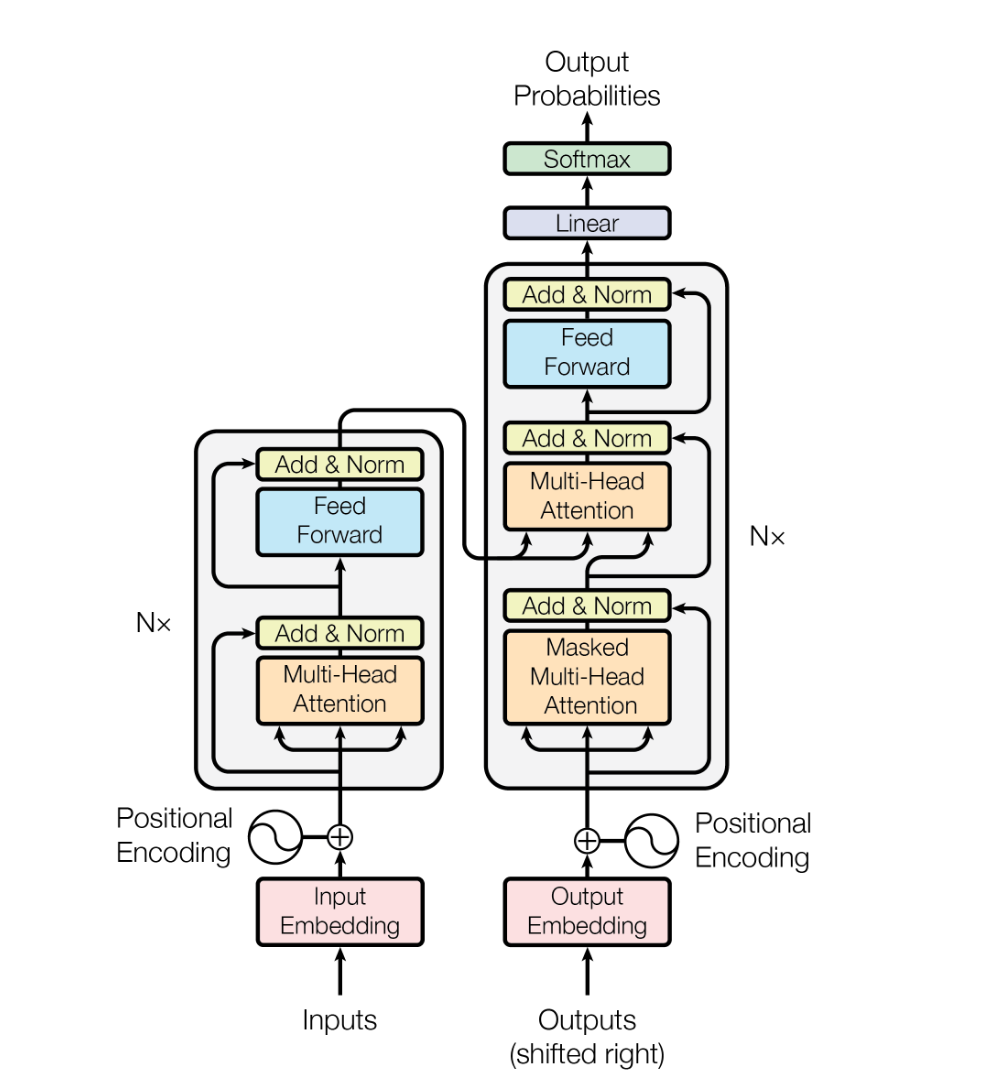 Output
Probabilities
Softmax
Linear
Add & Norm
Feed
Forward
Add & Norm
Multi-Head
Attention
N×
Add & Norm
Masked
Multi-Head
Attention
Add & Norm
Feed
Forward
N×
Add & Norm
Multi-Head
Attention
Positional
Encoding
Positional
Encoding
Input
Embedding
Output
Embedding
Inputs
Outputs
(shifted right)